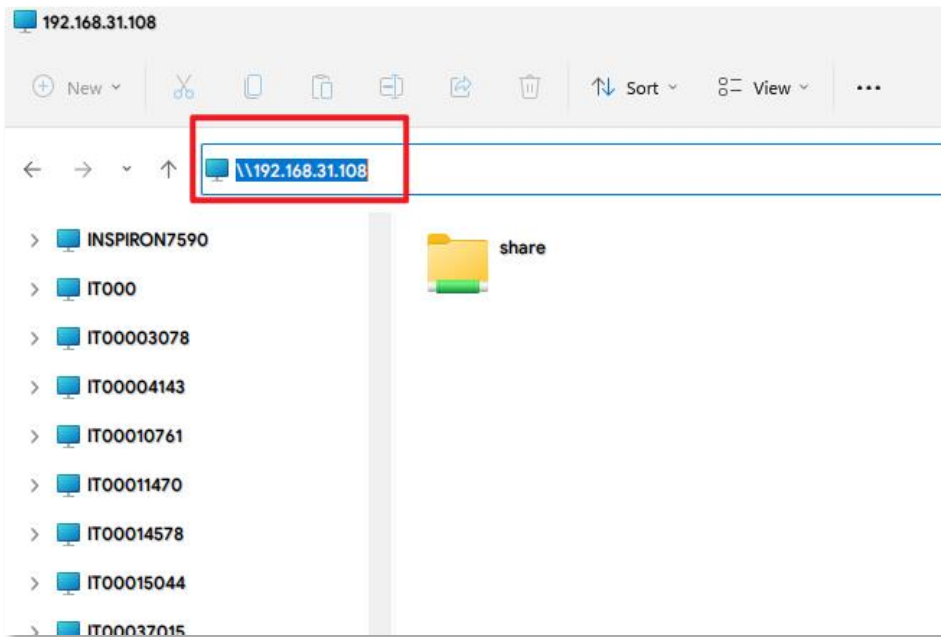 192.168.31.108
New
Sort
View
\\192.168.31.108
INSPIRON7590
IT000
IT00003078
IT00004143
IT00010761
IT00011470
IT00014578
IT00015044
IT00037015
share